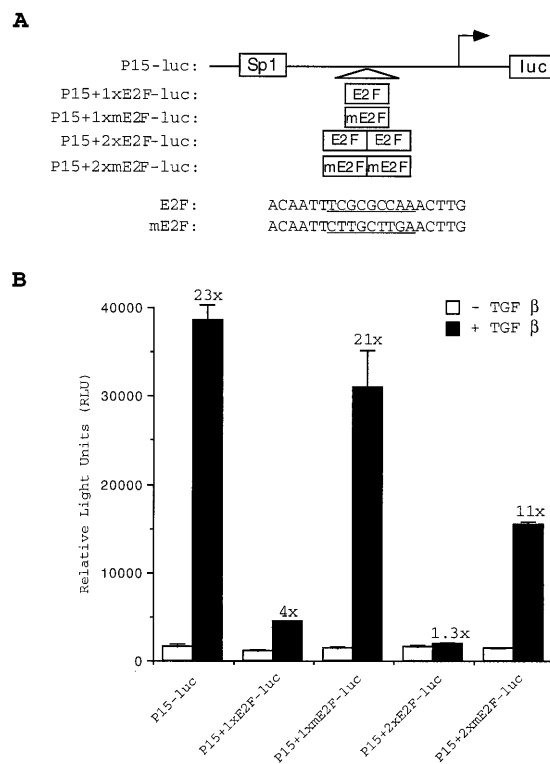 A
P15-luc: Sp1 luc
P15+1xE2F-luc: E2F
P15+1xmE2F-luc: mE2F
P15+2xE2F-luc: E2F E2F
P15+2xmE2F-luc: mE2F mE2F
E2F: ACAATTTCGCGCCAAACTTG
mE2F: ACAATTCTTGCTTGAACTTG
B
40000
30000
20000
10000
0
Relative Light Units (RLU)
23x
4x
21x
1.3x
11x
- TGF β
+ TGF β
P15-luc
P15+1xE2F-luc
P15+1xmE2F-luc
P15+2xE2F-luc
P15+2xmE2F-luc